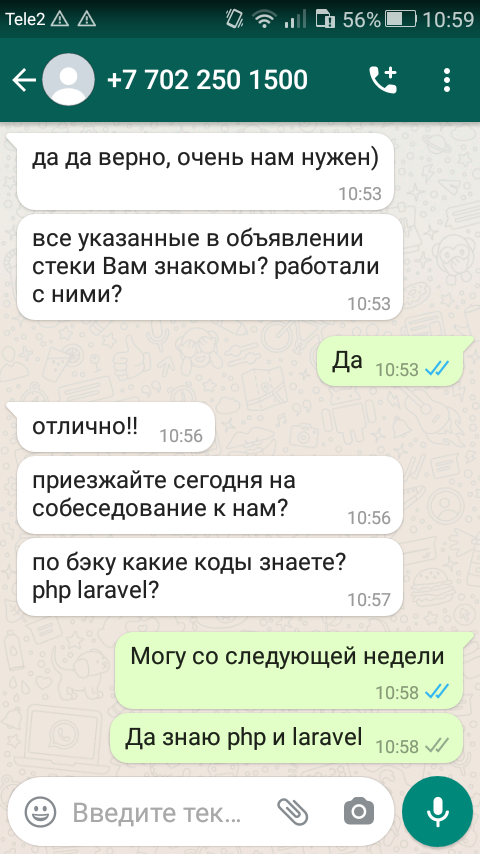 Tele2 56% 10:59
+7 702 250 1500
да да верно, очень нам нужен)
10:53
все указанные в объявлении
стеки Вам знакомы? работали
с ними?
10:53
Да 10:53
отлично!! 10:56
приезжайте сегодня на
собеседование к нам?
10:56
по бэку какие коды знаете?
php laravel?
10:57
Могу со следующей недели
10:58
Да знаю php и laravel 10:58
Введите тек...